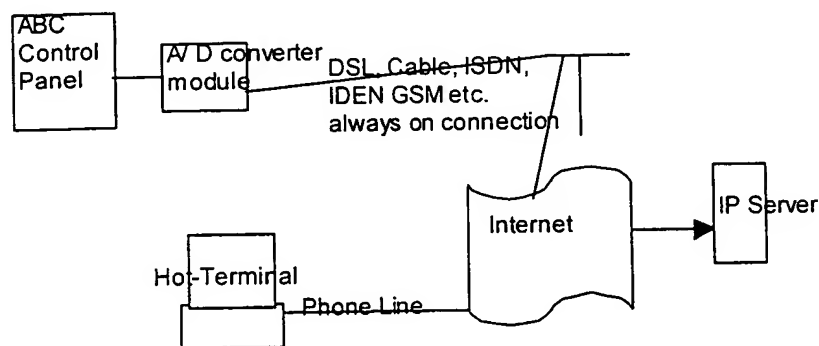 ABC
Control
Panel
A/D converter
module
DSL, Cable, ISDN,
IDEN GSM etc.
always on connection
Internet
IP Server
Hot-Terminal
Phone Line